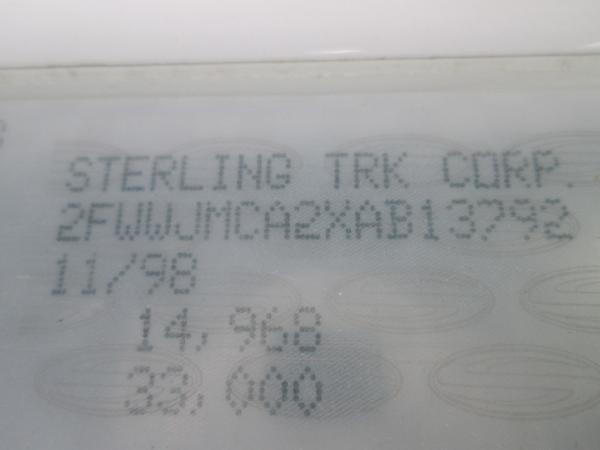 STERLING TRK CORP.
2FWWJMCA2XAB13792
11/98
14,968
33,000